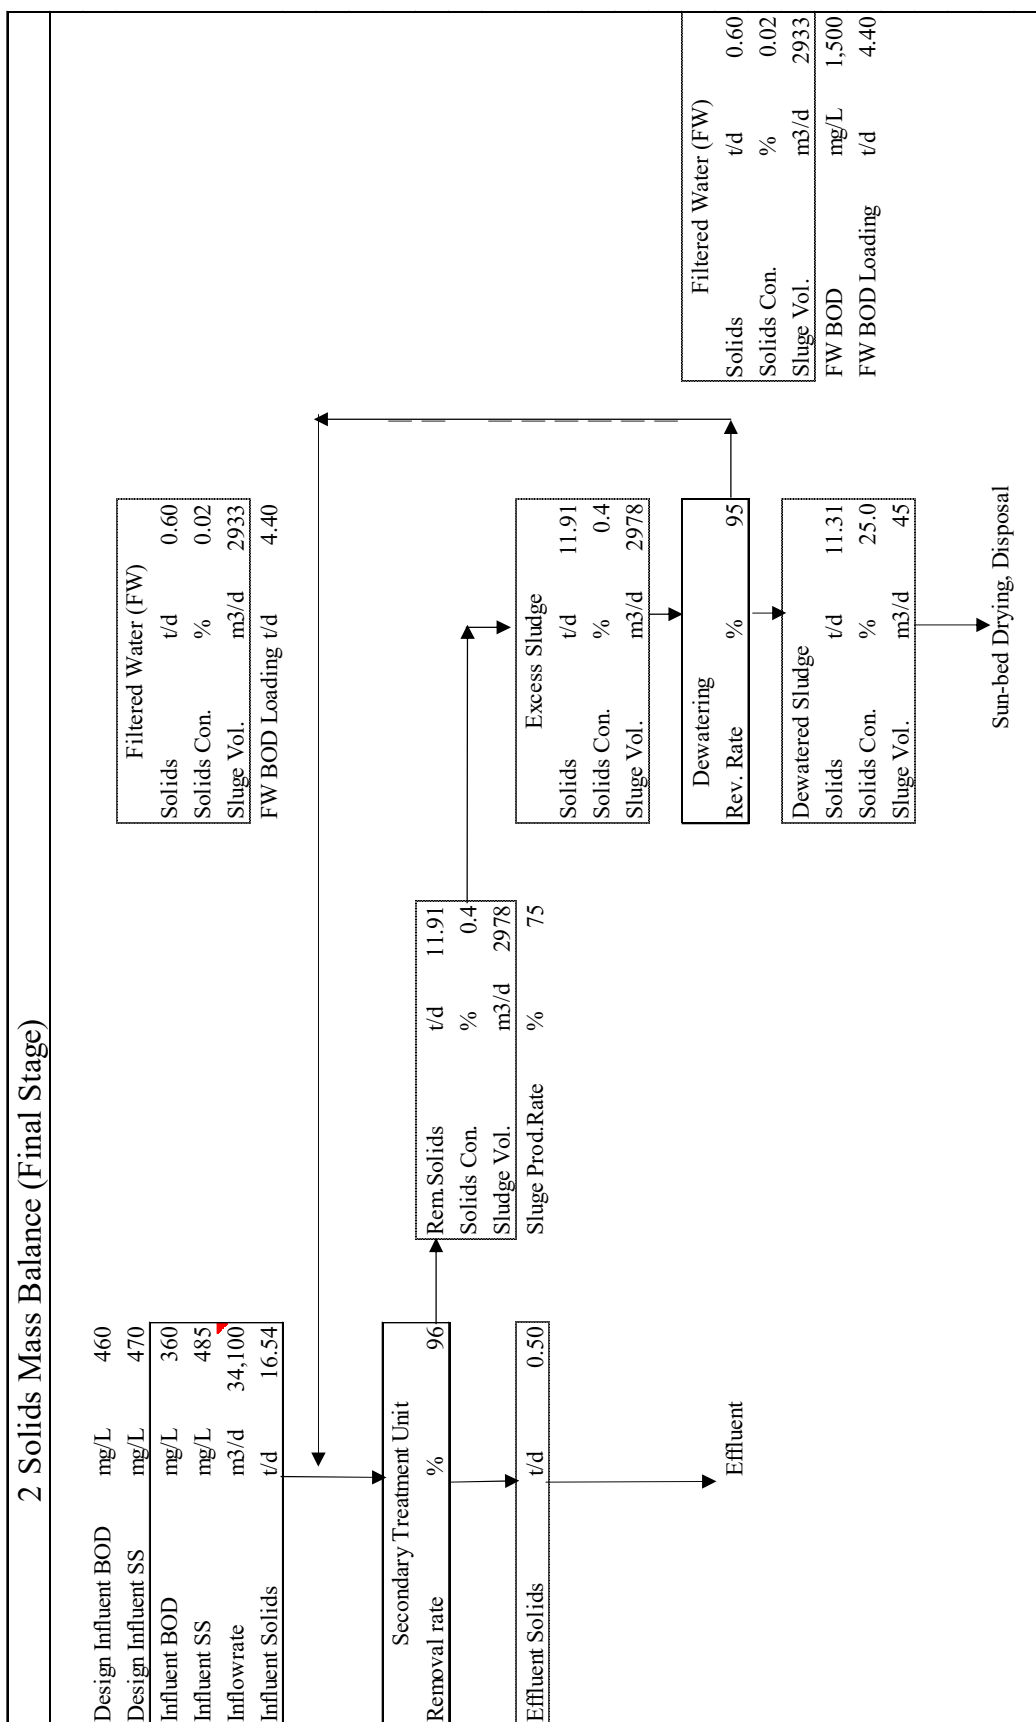 2 Solids Mass Balance (Final Stage)
Design Influent BOD mg/L 460
Design Influent SS mg/L 470
Influent BOD mg/L 360
Influent SS mg/L 485
Inflowrate m3/d 34,100
Influent Solids t/d 16.54
Filtered Water (FW)
Solids t/d 0.60
Solids Con. % 0.02
Sluge Vol. m3/d 2933
FW BOD Loading t/d 4.40
Secondary Treatment Unit
Removal rate % 96
Rem.Solids t/d 11.91
Solids Con. % 0.4
Sludge Vol. m3/d 2978
Sluge Prod.Rate % 75
Effluent Solids t/d 0.50
Effluent
Excess Sludge
Solids t/d 11.91
Solids Con. % 0.4
Sluge Vol. m3/d 2978
Dewatering
Rev. Rate % 95
Dewatered Sludge
Solids t/d 11.31
Solids Con. % 25.0
Sluge Vol. m3/d 45
Sun-bed Drying, Disposal
Filtered Water (FW)
Solids t/d 0.60
Solids Con. % 0.02
Sluge Vol. m3/d 2933
FW BOD mg/L 1,500
FW BOD Loading t/d 4.40